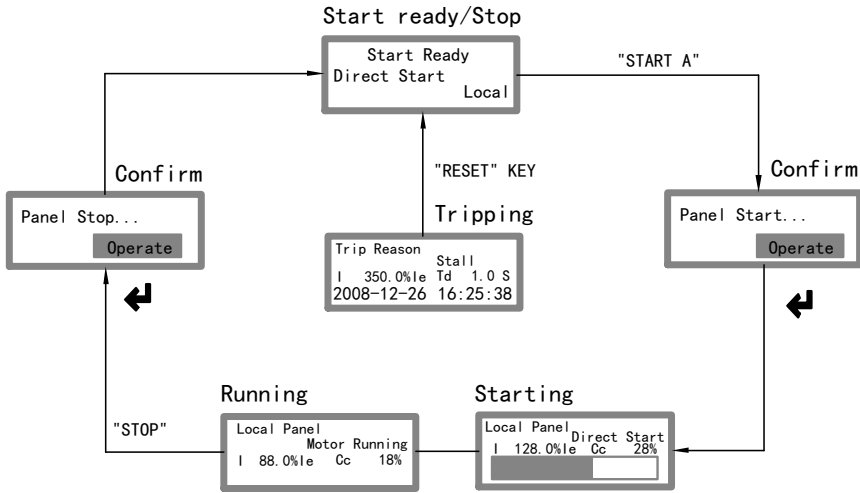 Start ready/Stop
Start Ready
Direct Start
Local
"START A"
"RESET" KEY
Confirm
Panel Stop...
Operate
Tripping
Trip Reason
Stall
I 350.0%Ie Td 1.0 S
2008-12-26 16:25:38
Confirm
Panel Start...
Operate
Running
Local Panel
Motor Running
I 88.0%Ie Cc 18%
Starting
Local Panel
Direct Start
I 128.0%Ie Cc 28%
"STOP"